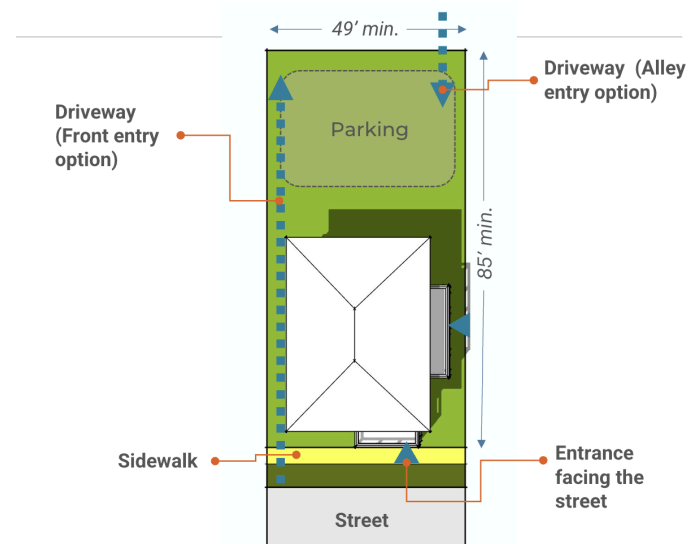 49’ min.
Driveway (Alley
entry option)
Driveway
(Front entry
option)
Parking
85’ min.
Sidewalk
Entrance
facing the
street
Street